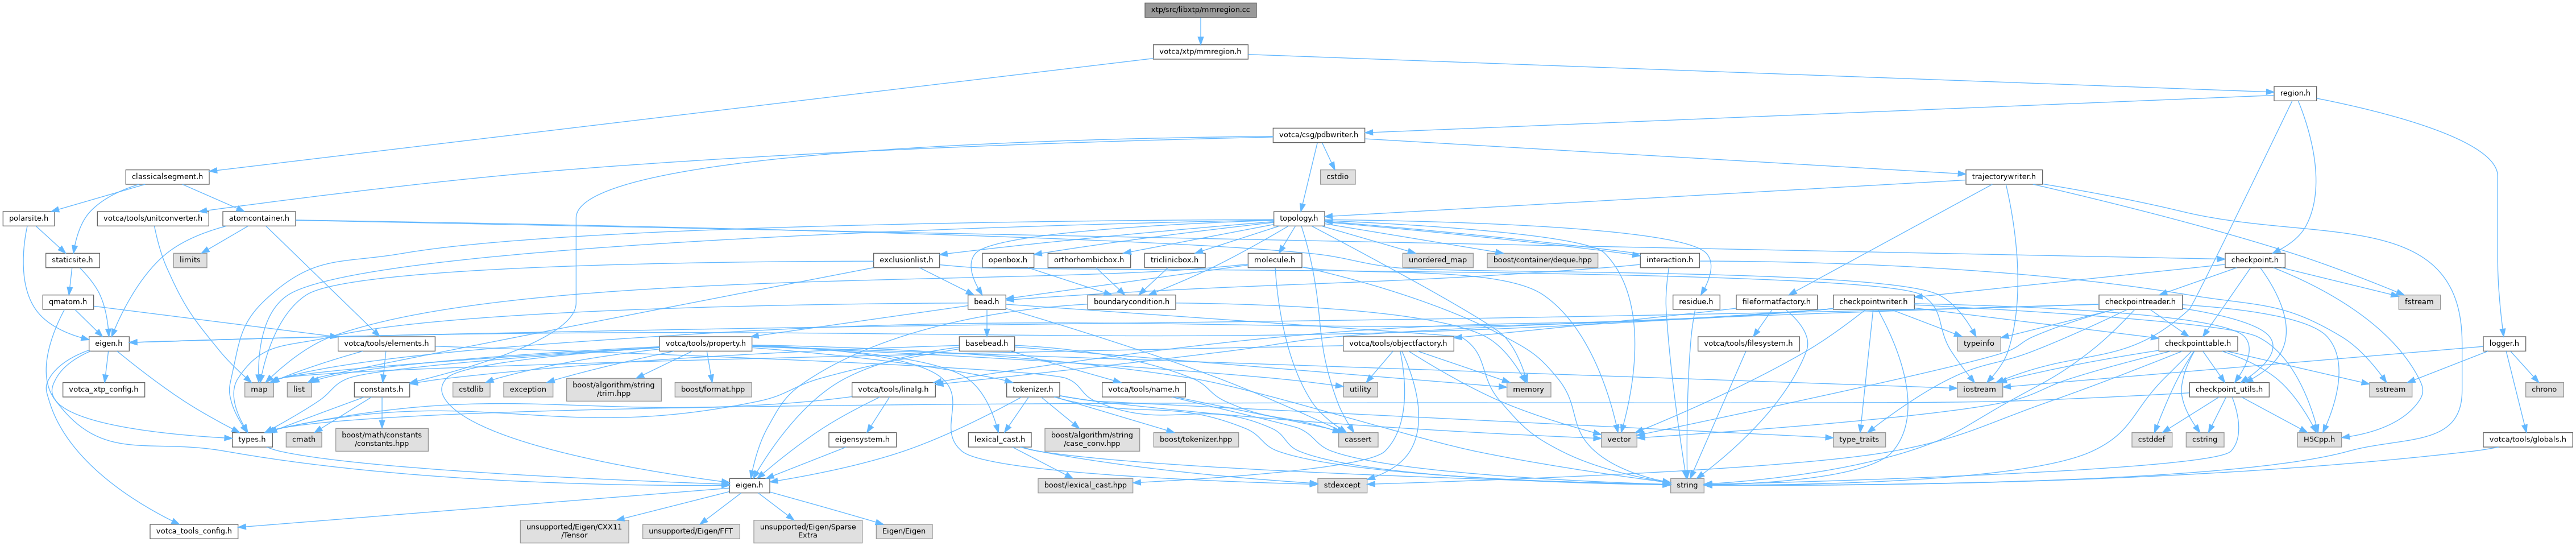 xtp/src/libxtp/mmregion.cc
votca/xtp/mmregion.h
region.h
votca/csg/pdbwriter.h
classicalsegment.h
cstdio
trajectorywriter.h
polarsite.h
votca/tools/unitconverter.h
atomcontainer.h
topology.h
staticsite.h
limits
exclusionlist.h
openbox.h
orthorhombicbox.h
triclinicbox.h
molecule.h
unordered_map
boost/container/deque.hpp
interaction.h
checkpoint.h
qmatom.h
bead.h
boundarycondition.h
residue.h
fileformatfactory.h
checkpointwriter.h
checkpointreader.h
fstream
eigen.h
votca/tools/elements.h
votca/tools/property.h
basebead.h
votca/tools/objectfactory.h
votca/tools/filesystem.h
typeinfo
checkpointtable.h
logger.h
votca_xtp_config.h
map
list
constants.h
cstdlib
exception
boost/algorithm/string
/trim.hpp
boost/format.hpp
votca/tools/linalg.h
tokenizer.h
votca/tools/name.h
utility
memory
iostream
checkpoint_utils.h
sstream
chrono
types.h
cmath
boost/math/constants
/constants.hpp
eigensystem.h
lexical_cast.h
boost/algorithm/string
/case_conv.hpp
boost/tokenizer.hpp
cassert
vector
type_traits
cstddef
cstring
H5Cpp.h
votca/tools/globals.h
eigen.h
boost/lexical_cast.hpp
stdexcept
string
votca_tools_config.h
unsupported/Eigen/CXX11
/Tensor
unsupported/Eigen/FFT
unsupported/Eigen/Sparse
Extra
Eigen/Eigen